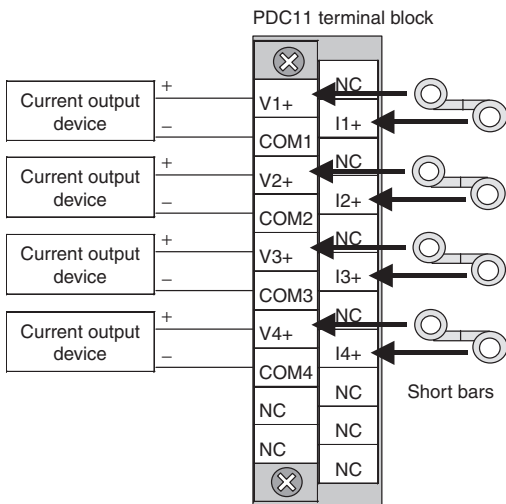 PDC11 terminal block
NC
Current output
device
+
−
V1+
I1+
COM1
NC
Current output
device
+
−
V2+
I2+
COM2
NC
Current output
device
+
−
V3+
I3+
COM3
NC
Current output
device
+
−
V4+
I4+
COM4
NC
NC
NC
NC
NC
Short bars